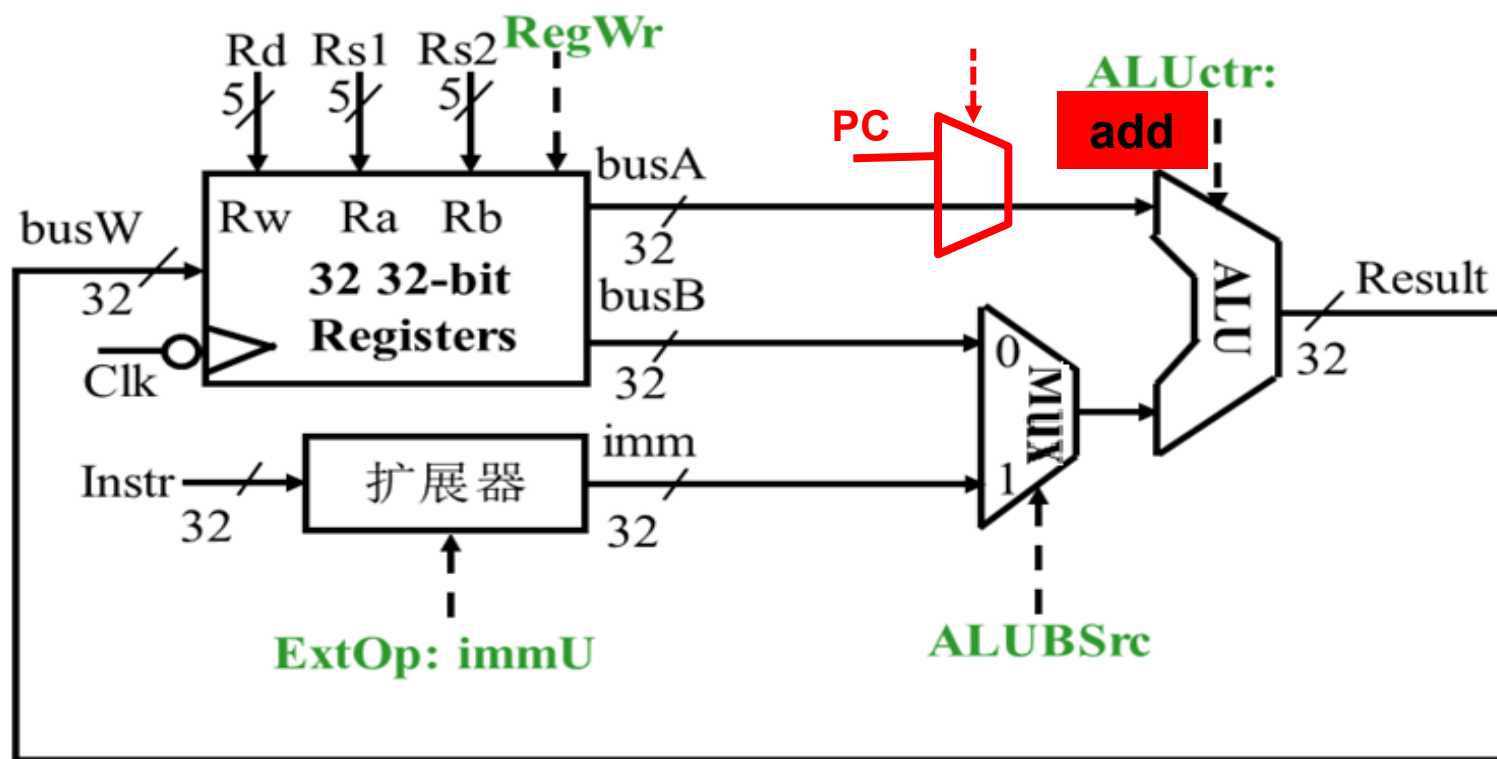 Rd
Rs1
Rs2
RegWr
5
5
5
PC
ALUctr:
add
busW
32
Rw
Ra
Rb
32 32-bit
Registers
Clk
busA
32
busB
32
Instr
32
扩展器
imm
32
0
MUX
1
ALU
Result
32
ExtOp: immU
ALUBSrc